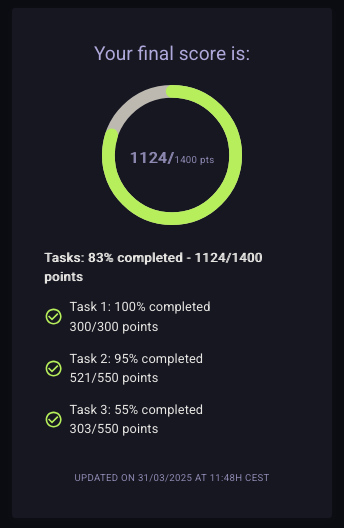 Your final score is:
1124/1400 pts
Tasks: 83% completed - 1124/1400
points
Task 1: 100% completed
300/300 points
Task 2: 95% completed
521/550 points
Task 3: 55% completed
303/550 points
UPDATED ON 31/03/2025 AT 11:48H CEST